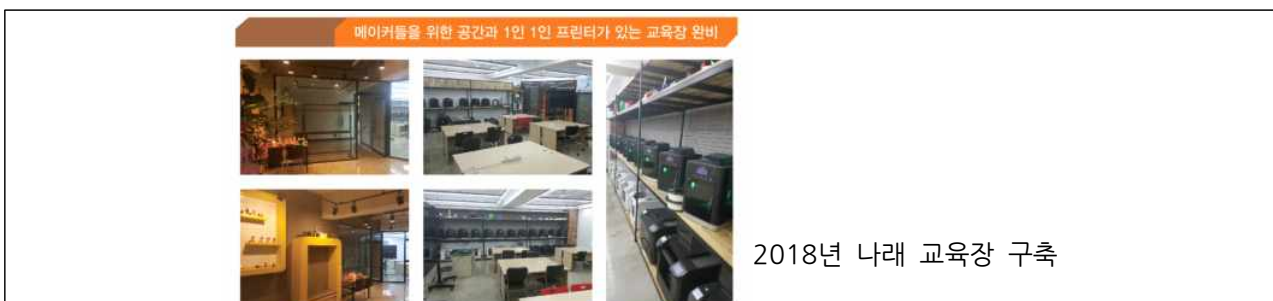 메이커들을 위한 공간과 1인 1인 프린터가 있는 교육장 완비
2018년 나래 교육장 구축